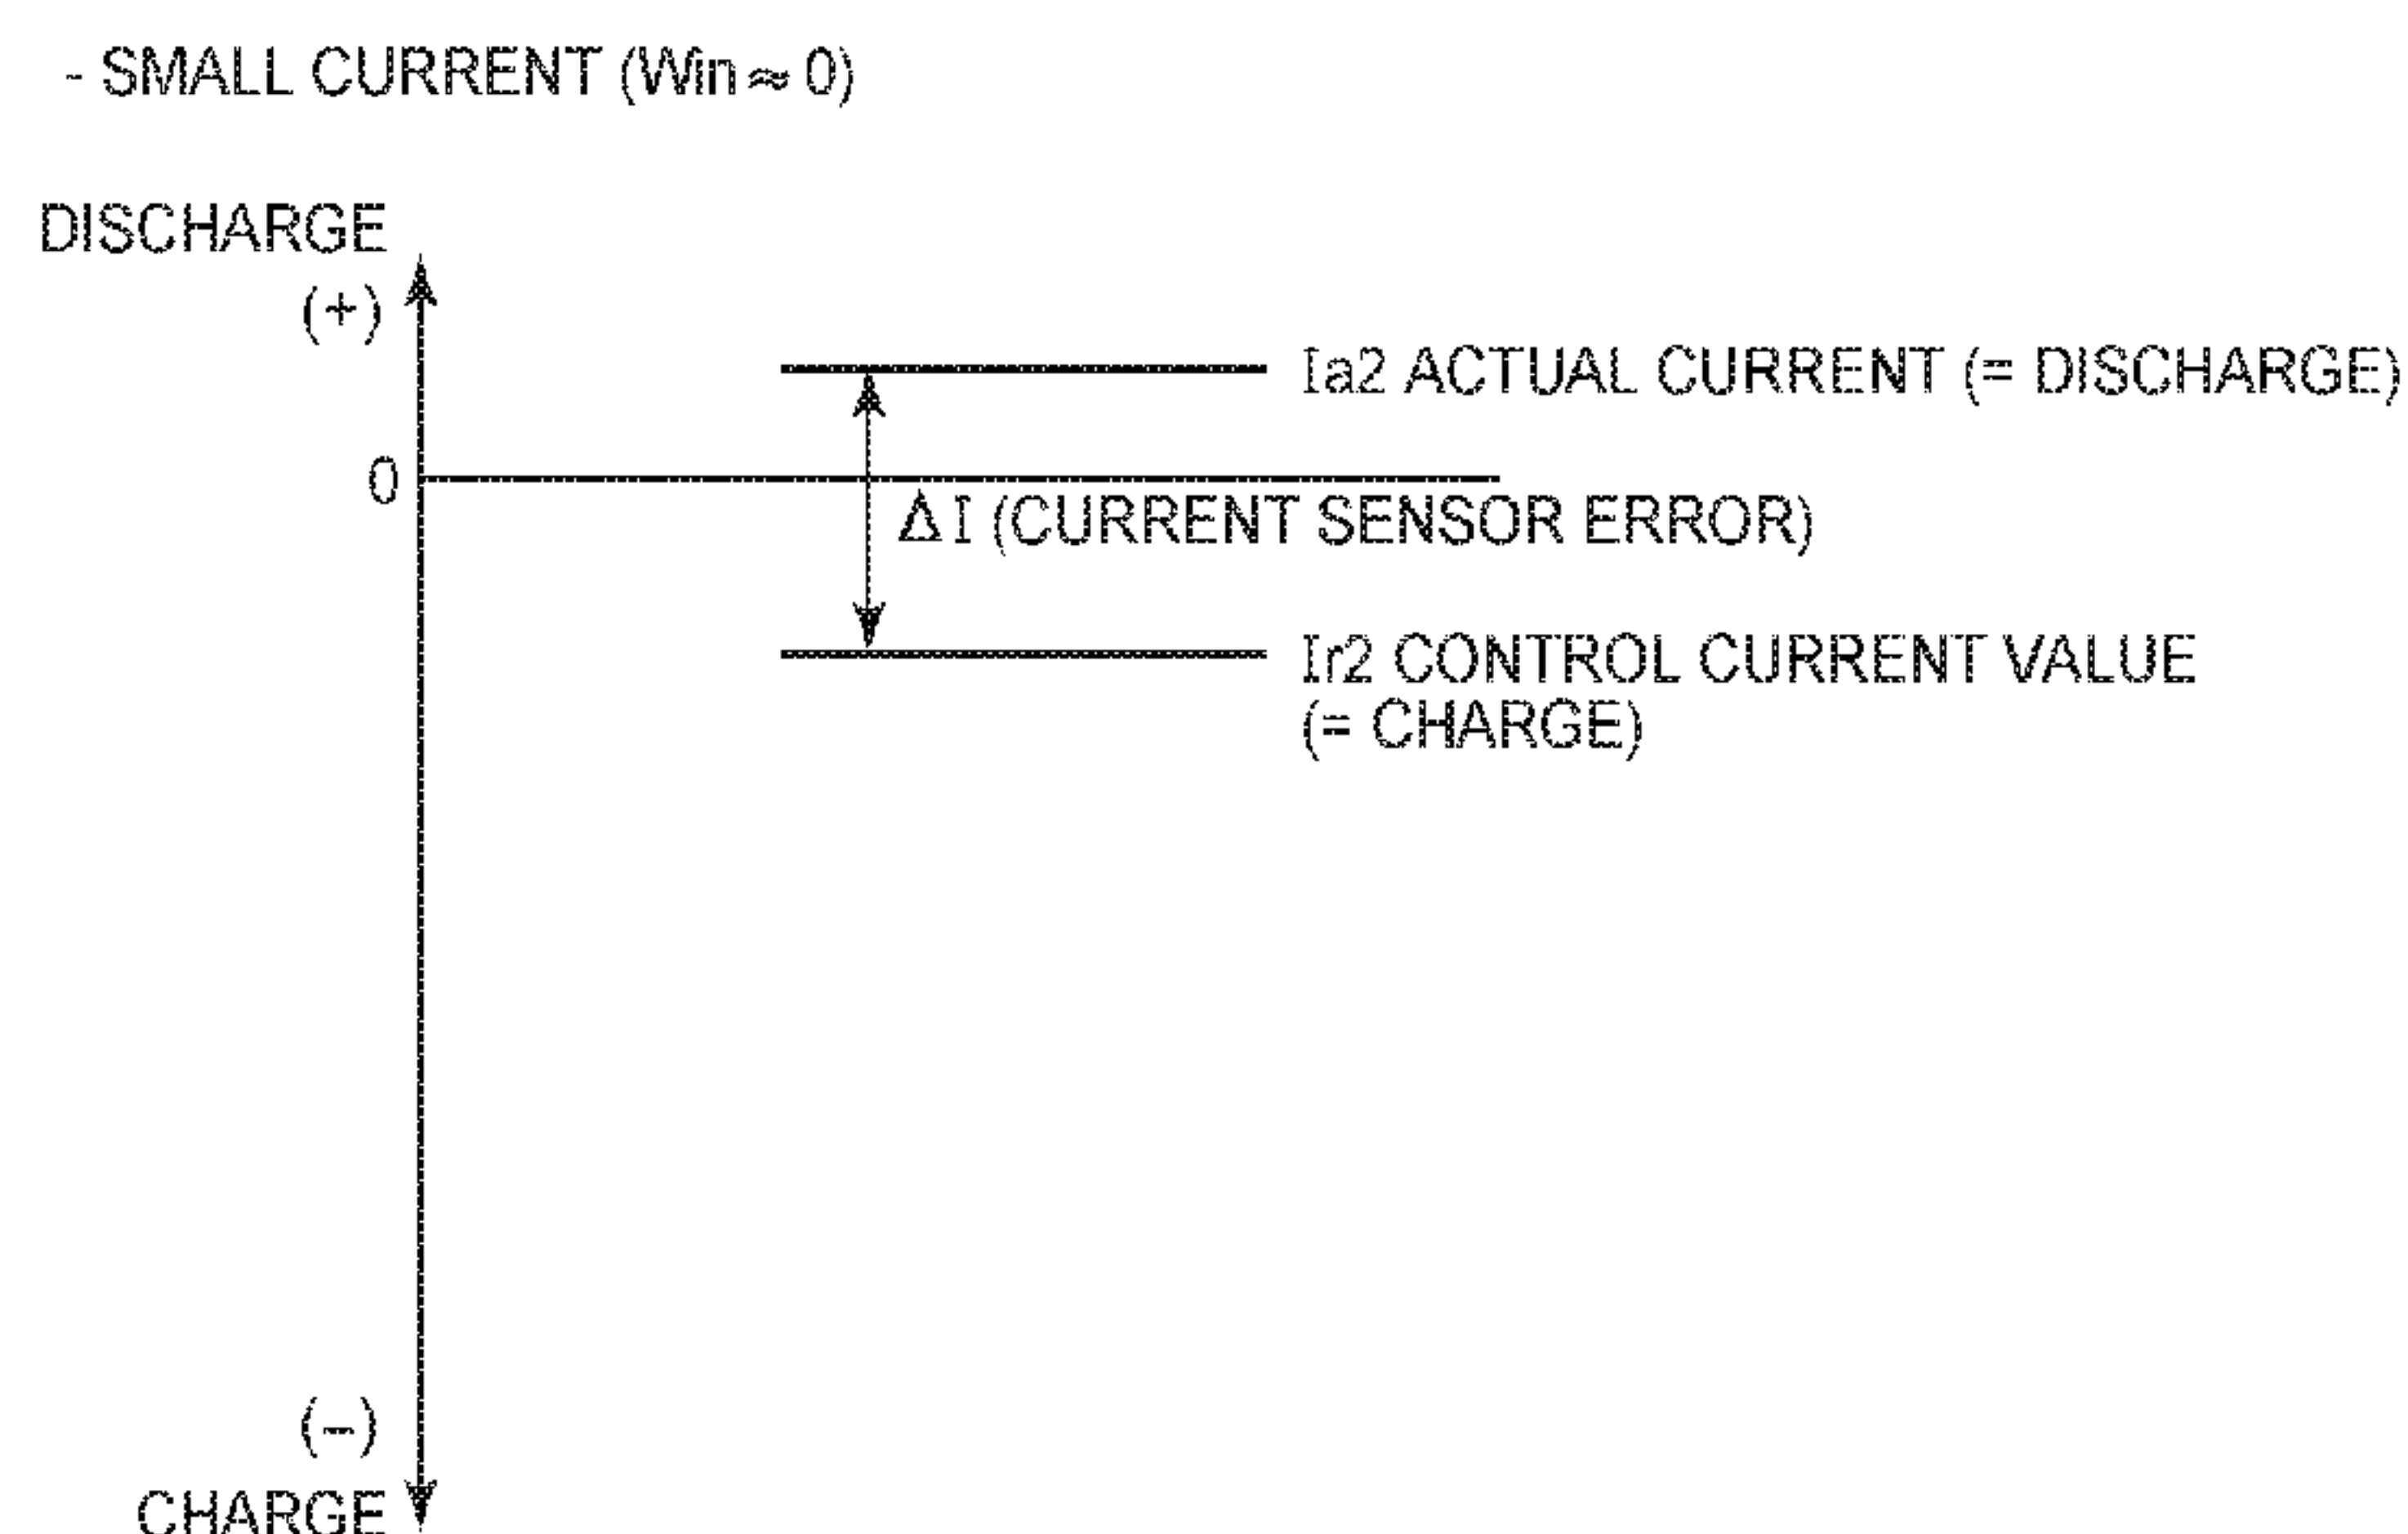 - SMALL CURRENT (Win ≈ 0)
DISCHARGE
(+)
Ia2 ACTUAL CURRENT (= DISCHARGE)
0
ΔI (CURRENT SENSOR ERROR)
Ir2 CONTROL CURRENT VALUE
(= CHARGE)
(−)
CHARGE